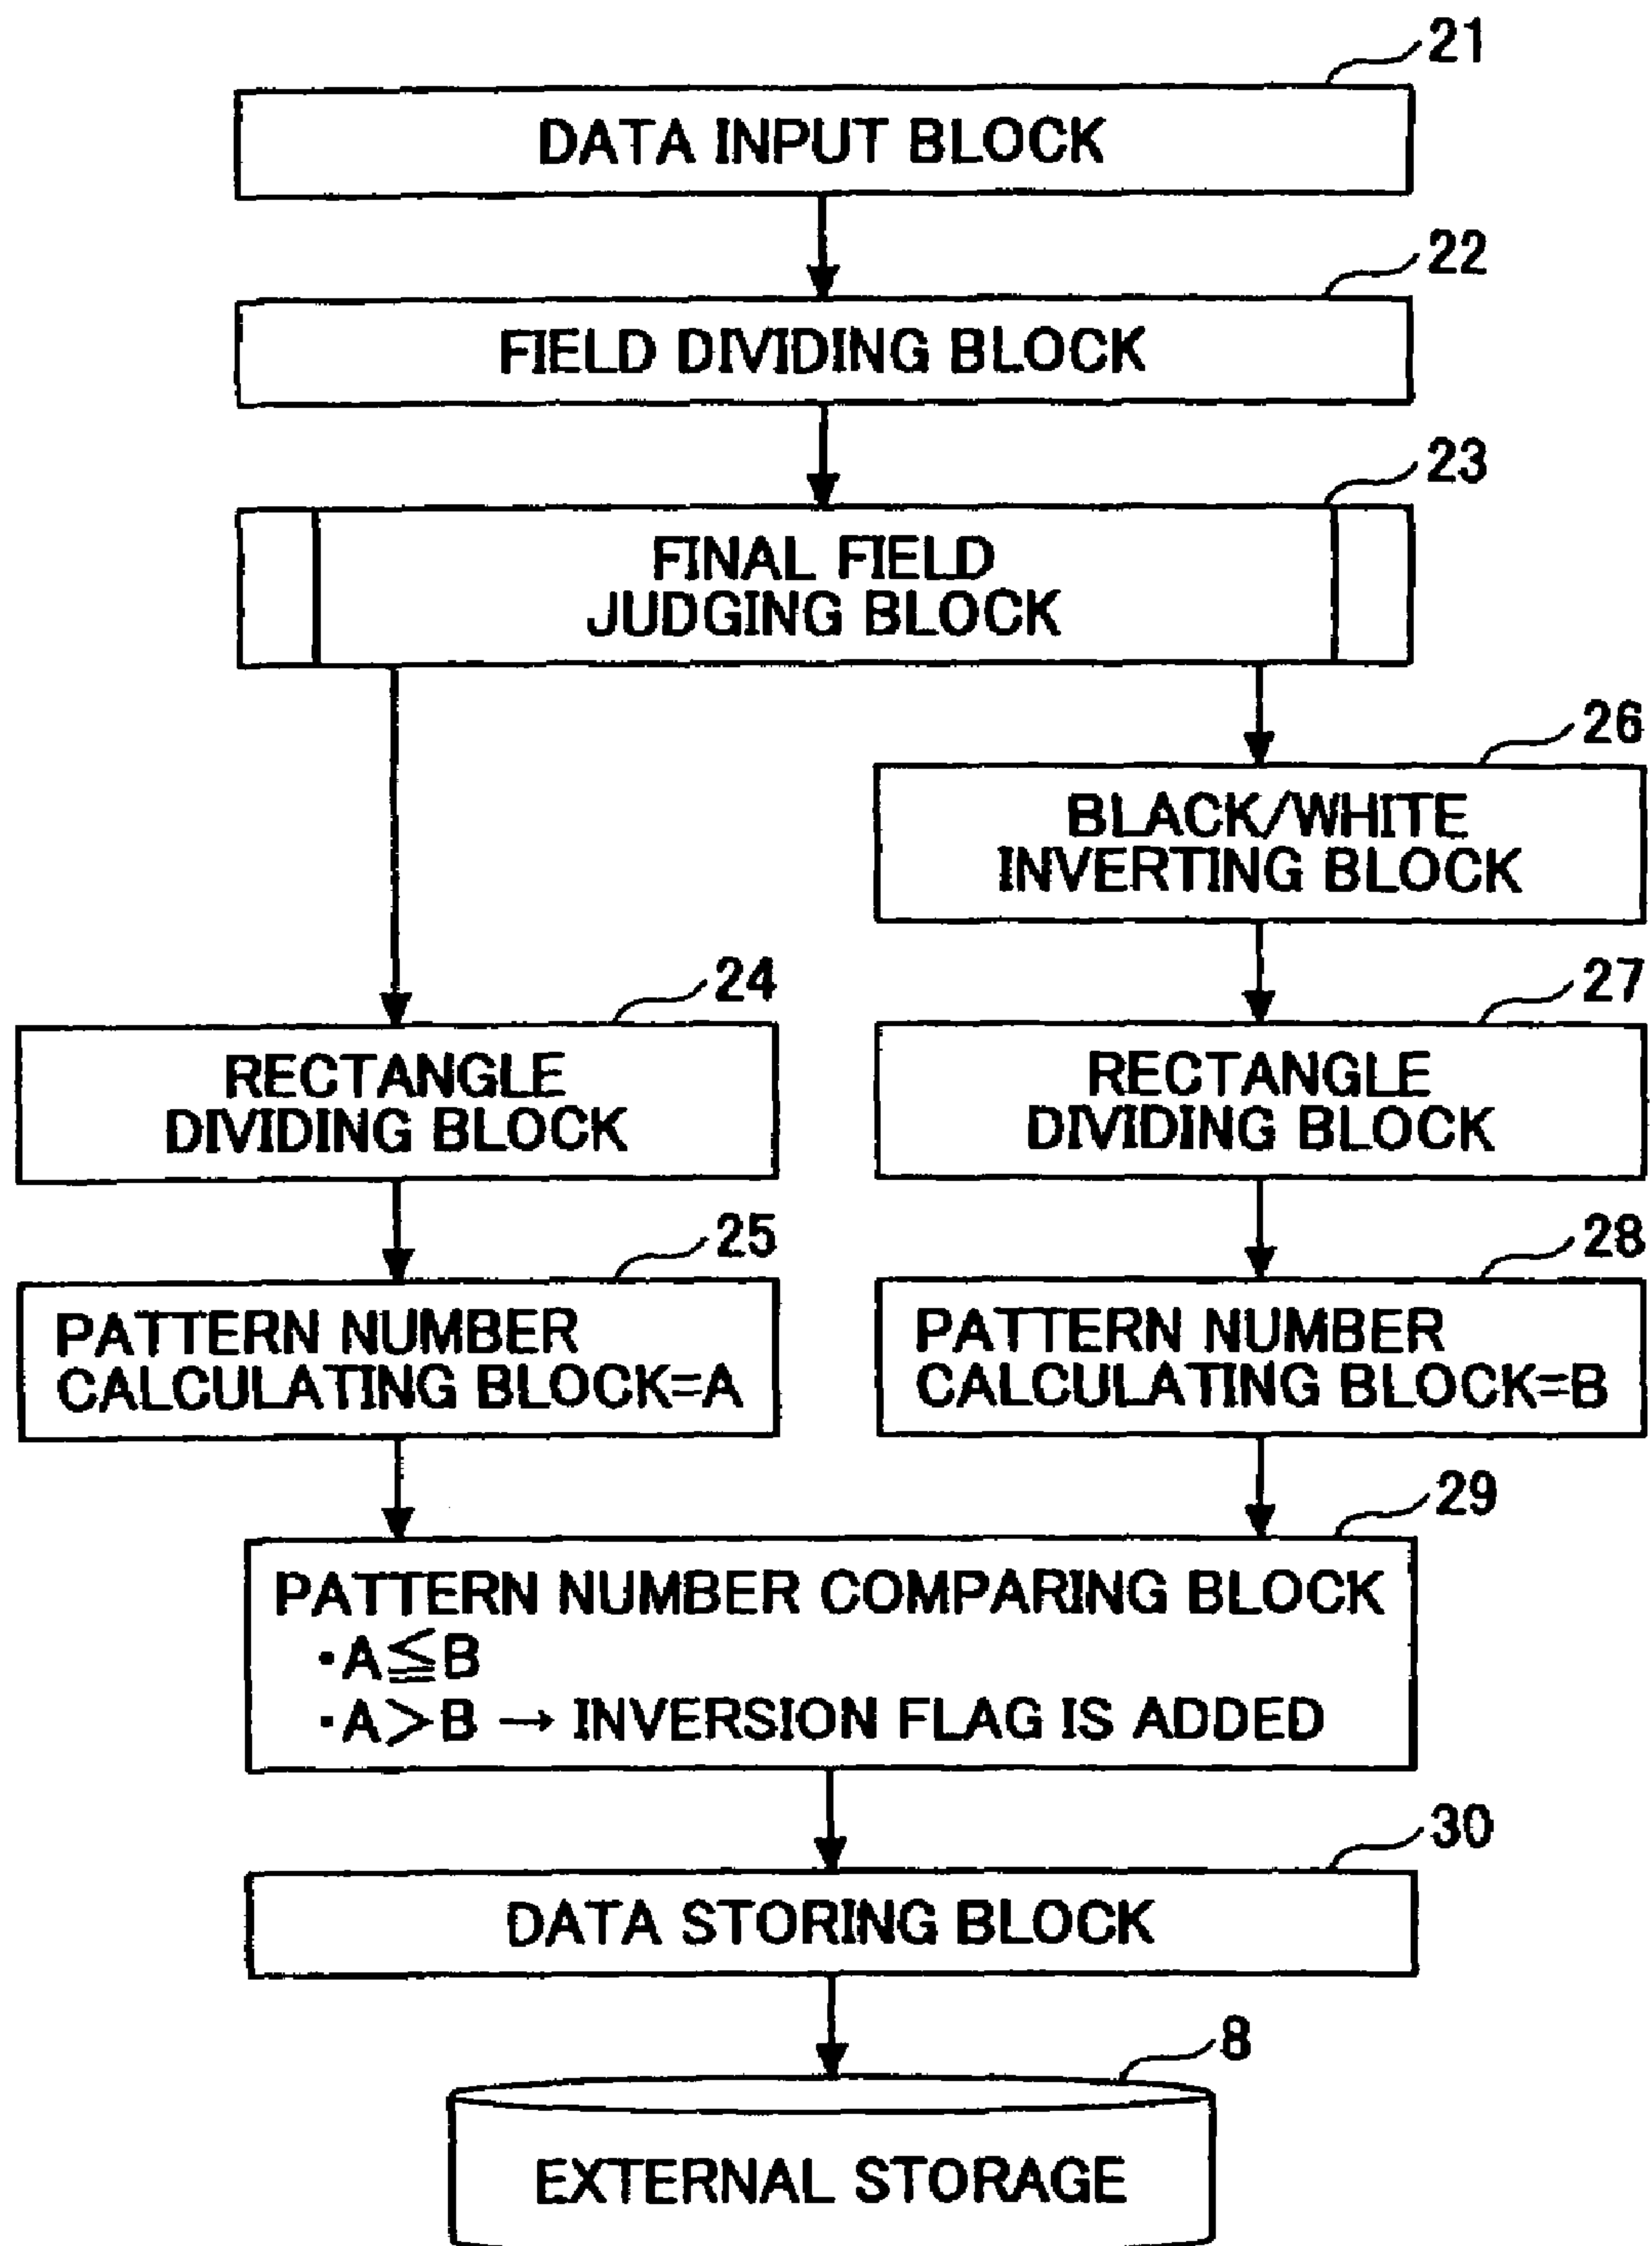 21
DATA INPUT BLOCK
22
FIELD DIVIDING BLOCK
23
FINAL FIELD
JUDGING BLOCK
26
BLACK/WHITE
INVERTING BLOCK
24
RECTANGLE
DIVIDING BLOCK
27
RECTANGLE
DIVIDING BLOCK
25
PATTERN NUMBER
CALCULATING BLOCK=A
28
PATTERN NUMBER
CALCULATING BLOCK=B
29
PATTERN NUMBER COMPARING BLOCK
・A≦B
・A>B → INVERSION FLAG IS ADDED
30
DATA STORING BLOCK
8
EXTERNAL STORAGE